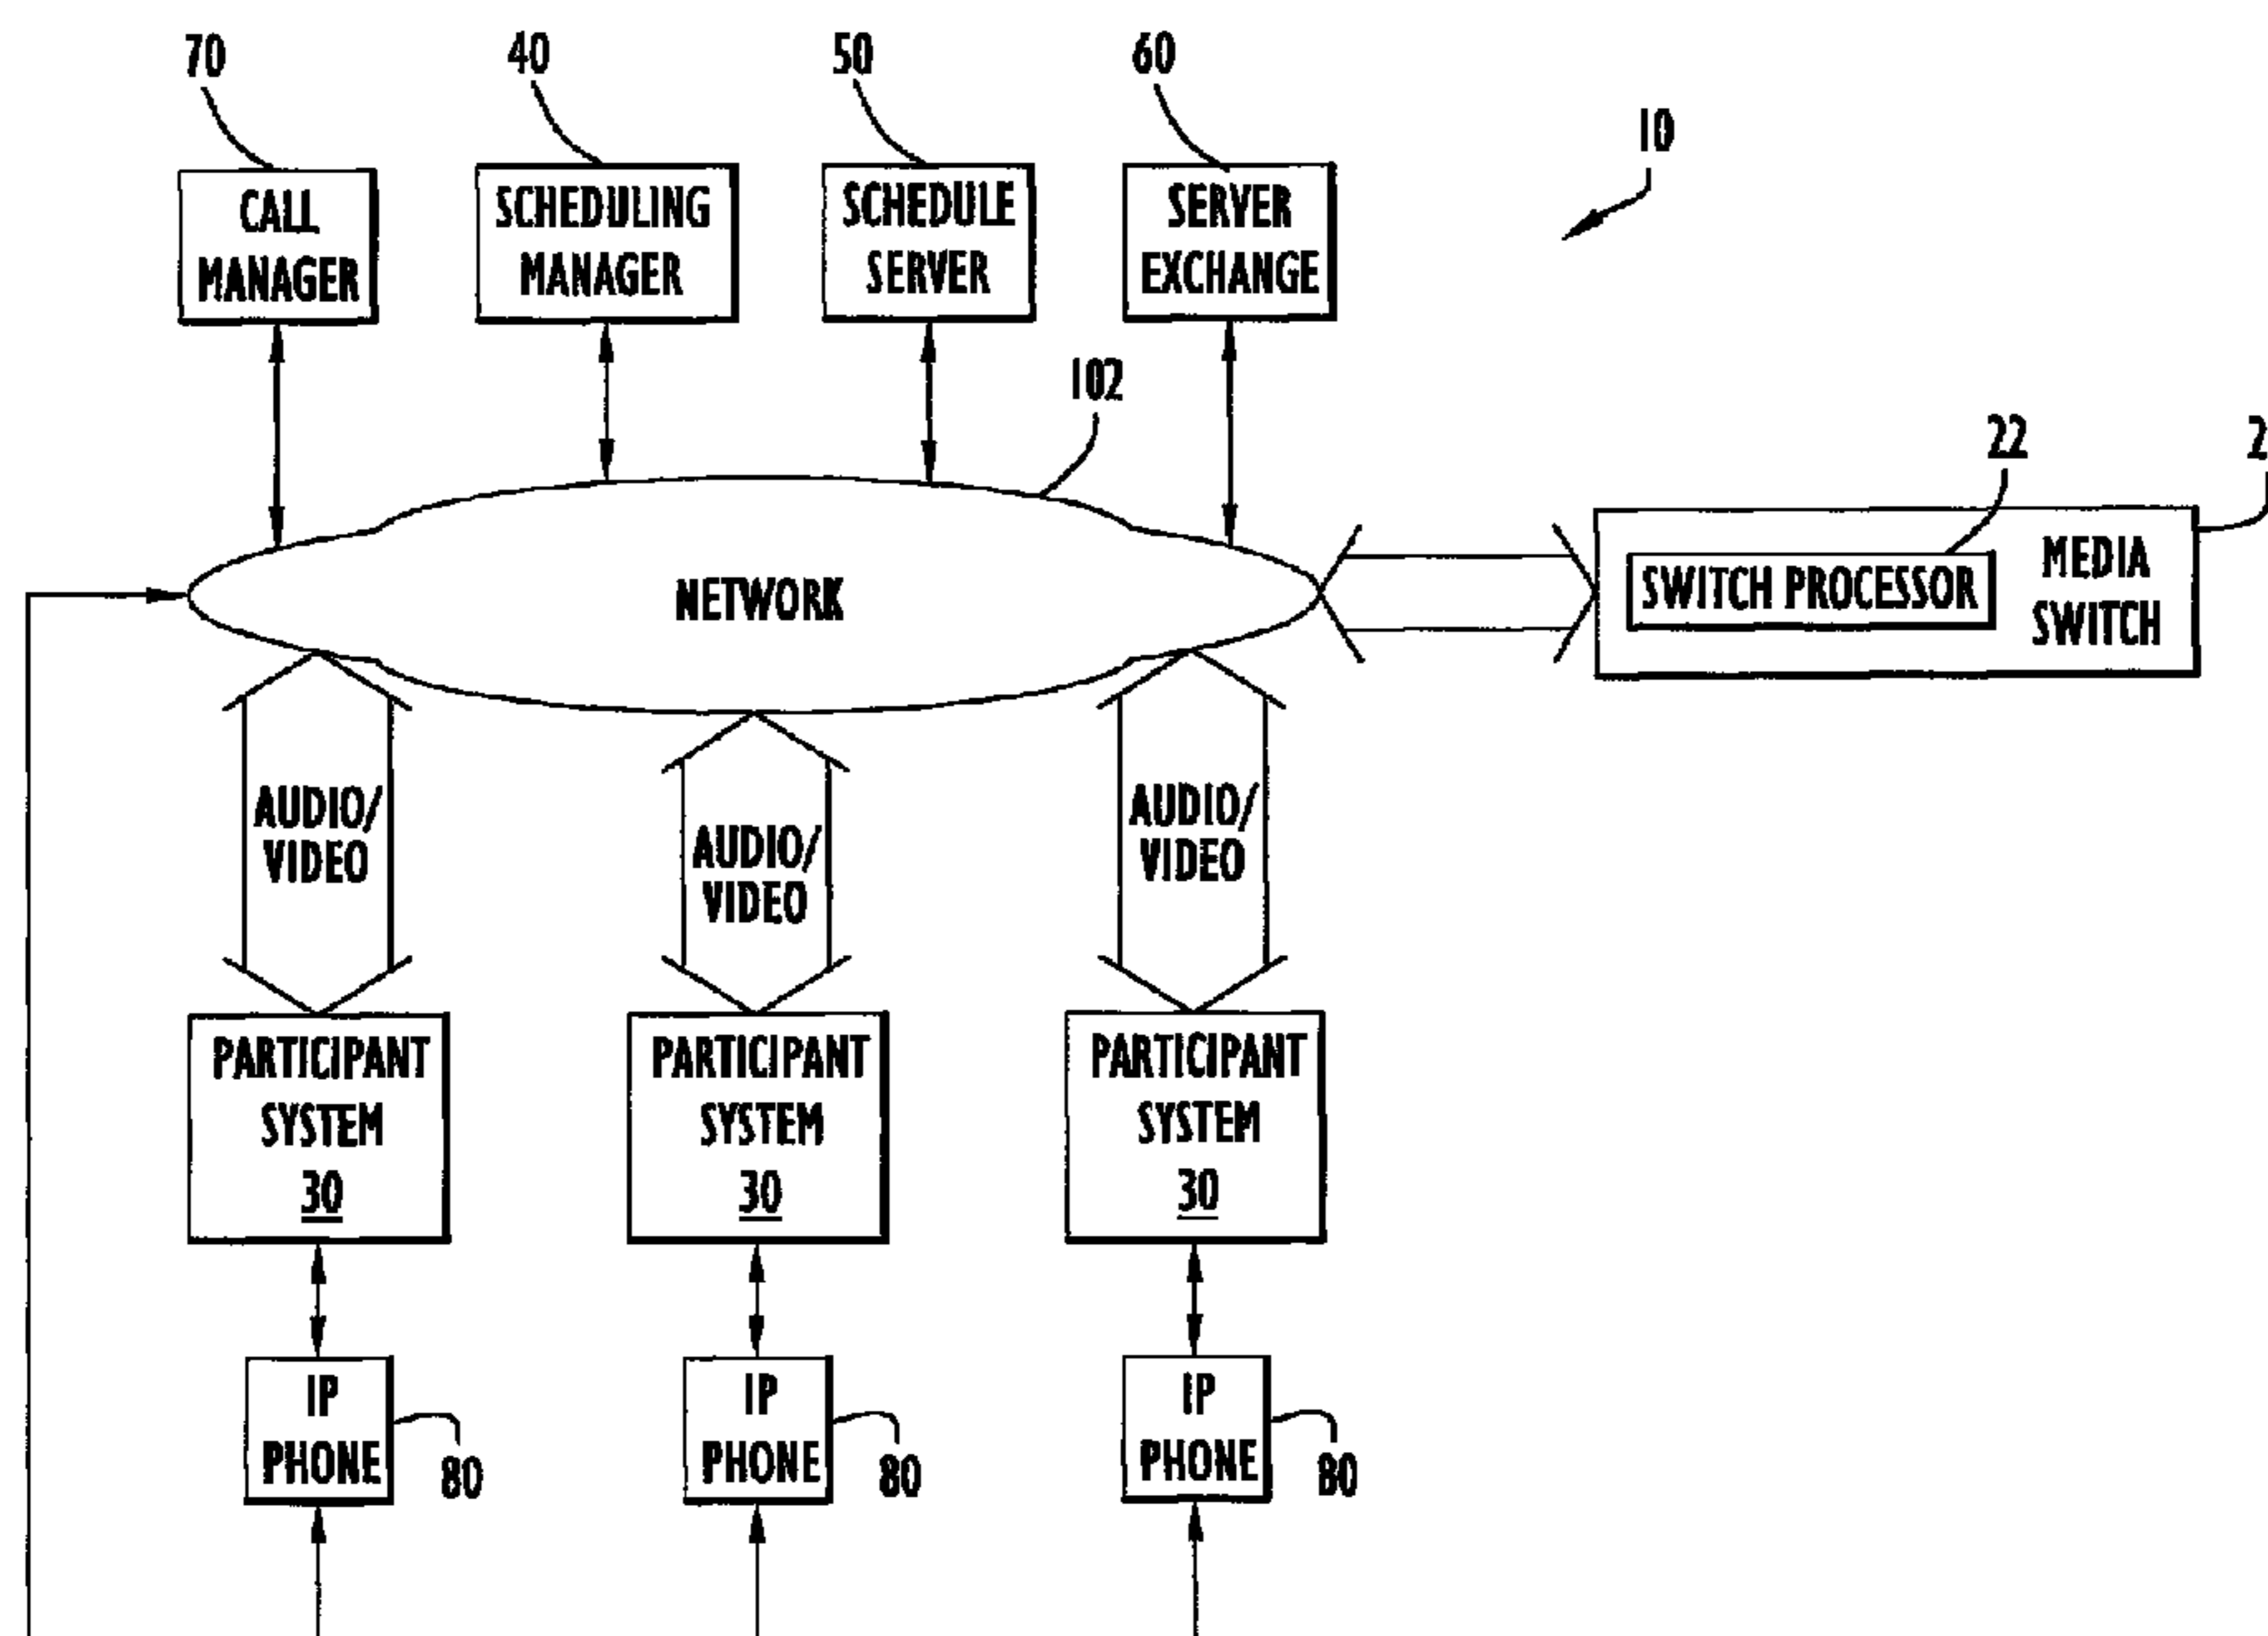 70
40
50
60
10
CALL
MANAGER
SCHEDULING
MANAGER
SCHEDULE
SERVER
SERVER
EXCHANGE
102
22
NETWORK
SWITCH PROCESSOR
MEDIA
SWITCH
AUDIO/
VIDEO
AUDIO/
VIDEO
AUDIO/
VIDEO
PARTICIPANT
SYSTEM
30
PARTICIPANT
SYSTEM
30
PARTICIPANT
SYSTEM
30
IP
PHONE
80
IP
PHONE
80
IP
PHONE
80